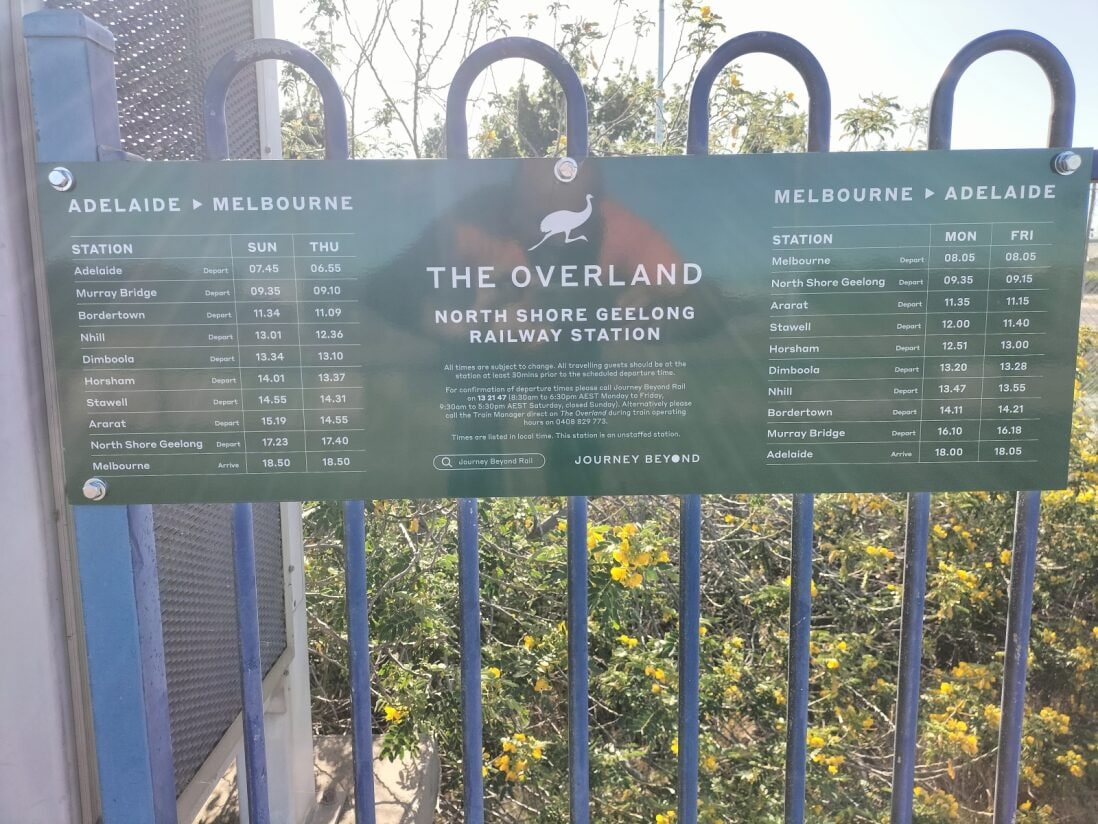 ADELAIDE ▸ MELBOURNE
STATION SUN THU
Adelaide Depart 07.45 06.55
Murray Bridge Depart 09.35 09.10
Bordertown Depart 11.34 11.09
Nhill Depart 13.01 12.36
Dimboola Depart 13.34 13.10
Horsham Depart 14.01 13.37
Stawell Depart 14.55 14.31
Ararat Depart 15.19 14.55
North Shore Geelong Depart 17.23 17.40
Melbourne Arrive 18.50 18.50
THE OVERLAND
NORTH SHORE GEELONG
RAILWAY STATION
All times are subject to change. All travelling guests should be at the
station at least 30mins prior to the scheduled departure time.
For confirmation of departure times please call Journey Beyond Rail
on 13 21 47 (8:30am to 6:30pm AEST Monday to Friday,
9:30am to 5:30pm AEST Saturday, closed Sunday). Alternatively please
call the Train Manager direct on The Overland during train operating
hours on 0408 829 773.
Times are listed in local time. This station is an unstaffed station.
Journey Beyond Rail
JOURNEY BEYOND
MELBOURNE ▸ ADELAIDE
STATION MON FRI
Melbourne Depart 08.05 08.05
North Shore Geelong Depart 09.35 09.15
Ararat Depart 11.35 11.15
Stawell Depart 12.00 11.40
Horsham Depart 12.51 13.00
Dimboola Depart 13.20 13.28
Nhill Depart 13.47 13.55
Bordertown Depart 14.11 14.21
Murray Bridge Depart 16.10 16.18
Adelaide Arrive 18.00 18.05